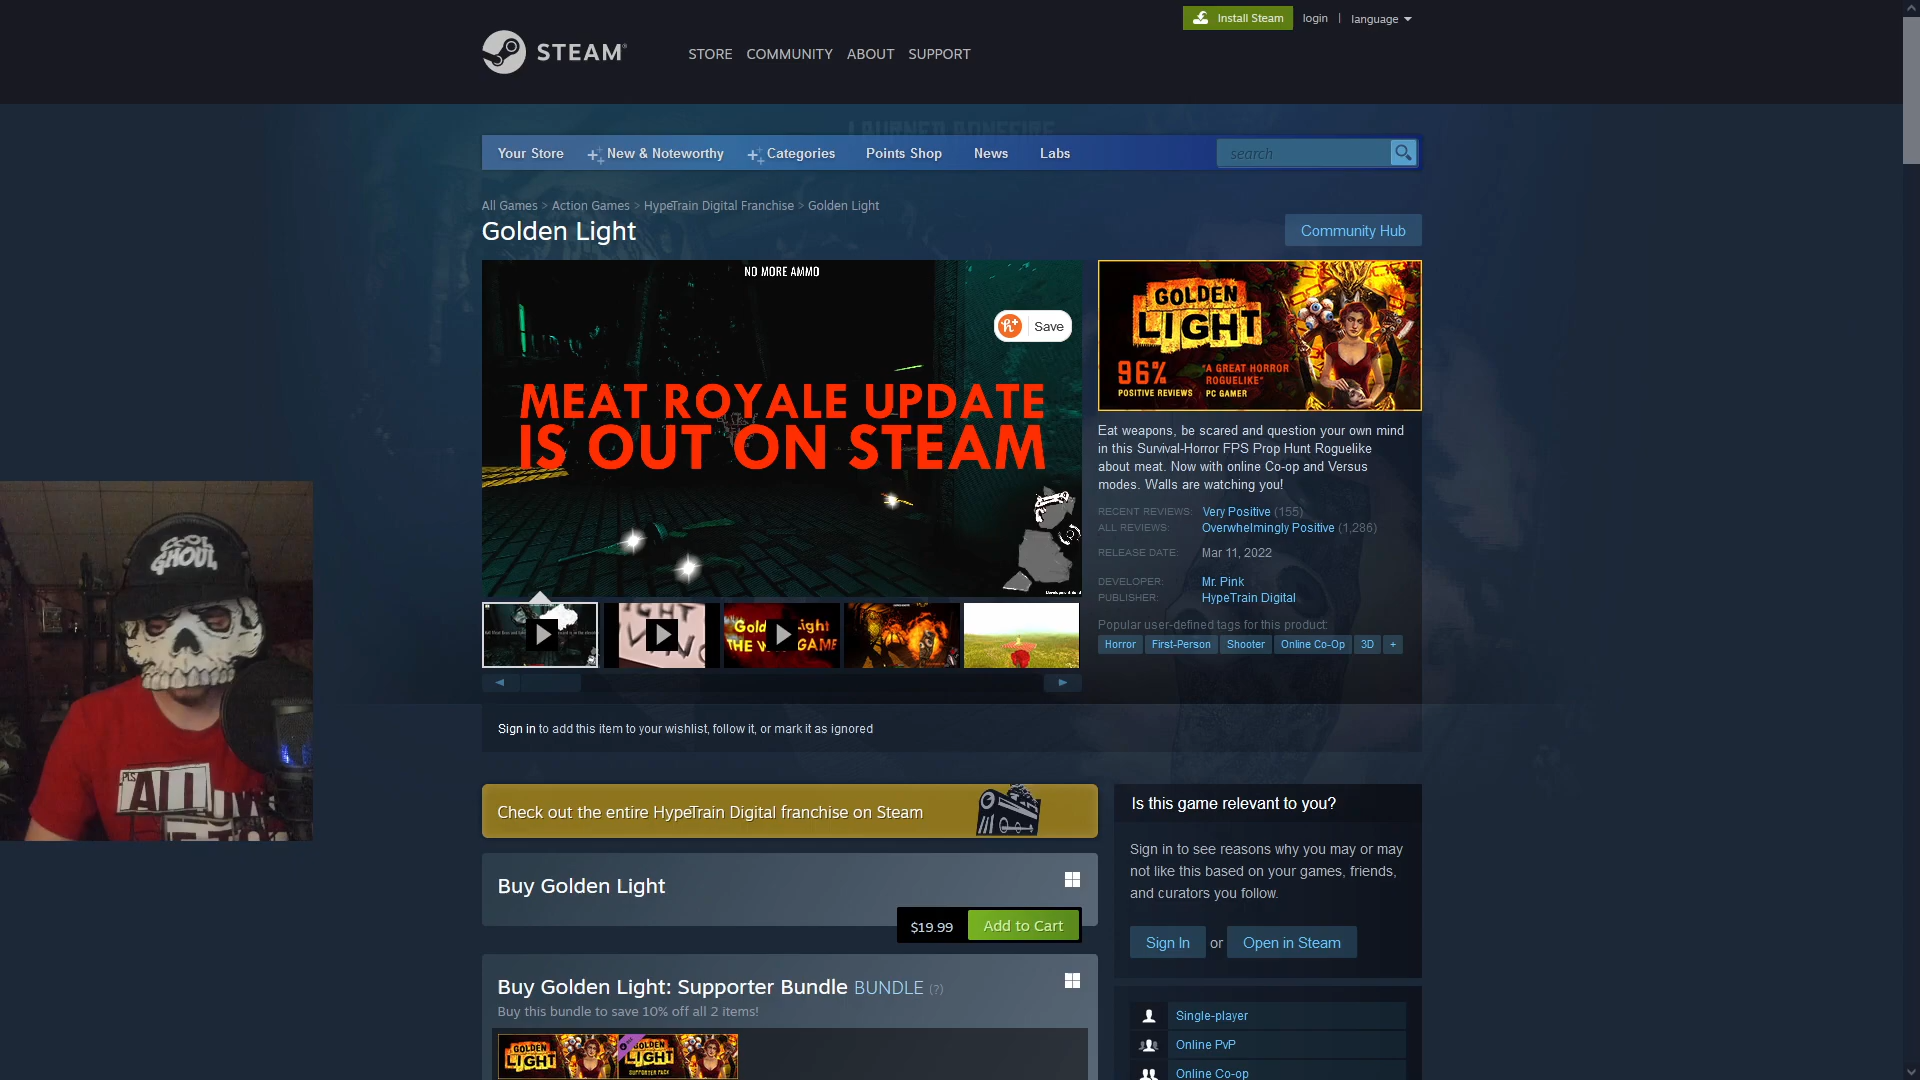 Install Steam
login | language
STEAM®
STORE COMMUNITY ABOUT SUPPORT
Your Store
New & Noteworthy
Categories
Points Shop
News
Labs
search
All Games > Action Games > HypeTrain Digital Franchise > Golden Light
Golden Light
Community Hub
NO MORE AMMO
Save
MEAT ROYALE UPDATE
IS OUT ON STEAM
GOLDEN
LIGHT
96%
POSITIVE REVIEWS
"A GREAT HORROR
ROGUELIKE"
PC GAMER
Eat weapons, be scared and question your own mind
in this Survival-Horror FPS Prop Hunt Roguelike
about meat. Now with online Co-op and Versus
modes. Walls are watching you!
RECENT REVIEWS: Very Positive (155)
ALL REVIEWS: Overwhelmingly Positive (1,286)
RELEASE DATE: Mar 11, 2022
DEVELOPER: Mr. Pink
PUBLISHER: HypeTrain Digital
Popular user-defined tags for this product:
Horror First-Person Shooter Online Co-Op 3D +
Sign in to add this item to your wishlist, follow it, or mark it as ignored
COOL
GHOUL
ALL
Check out the entire HypeTrain Digital franchise on Steam
Buy Golden Light
$19.99 Add to Cart
Buy Golden Light: Supporter Bundle BUNDLE (?)
Buy this bundle to save 10% off all 2 items!
GOLDEN
LIGHT
GOLDEN
LIGHT
SUPPORTER PACK
Is this game relevant to you?
Sign in to see reasons why you may or may
not like this based on your games, friends,
and curators you follow.
Sign In or Open in Steam
Single-player
Online PvP
Online Co-op